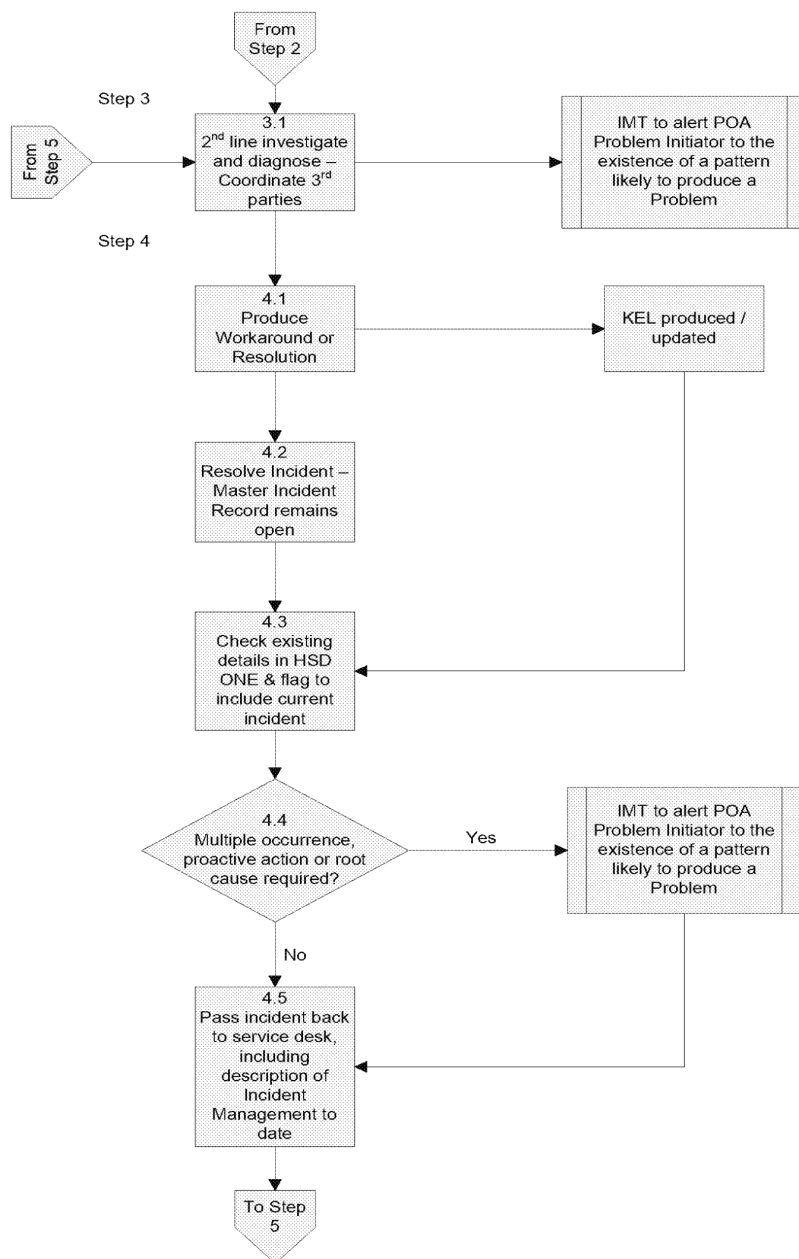 From
Step 2
Step 3
From
Step 5
3.1
2nd line investigate
and diagnose –
Coordinate 3rd
parties
IMT to alert POA
Problem Initiator to the
existence of a pattern
likely to produce a
Problem
Step 4
4.1
Produce
Workaround or
Resolution
KEL produced /
updated
4.2
Resolve Incident –
Master Incident
Record remains
open
4.3
Check existing
details in HSD
ONE & flag to
include current
incident
4.4
Multiple occurrence,
proactive action or root
cause required?
Yes
IMT to alert POA
Problem Initiator to the
existence of a pattern
likely to produce a
Problem
No
4.5
Pass incident back
to service desk,
including
description of
Incident
Management to
date
To Step
5